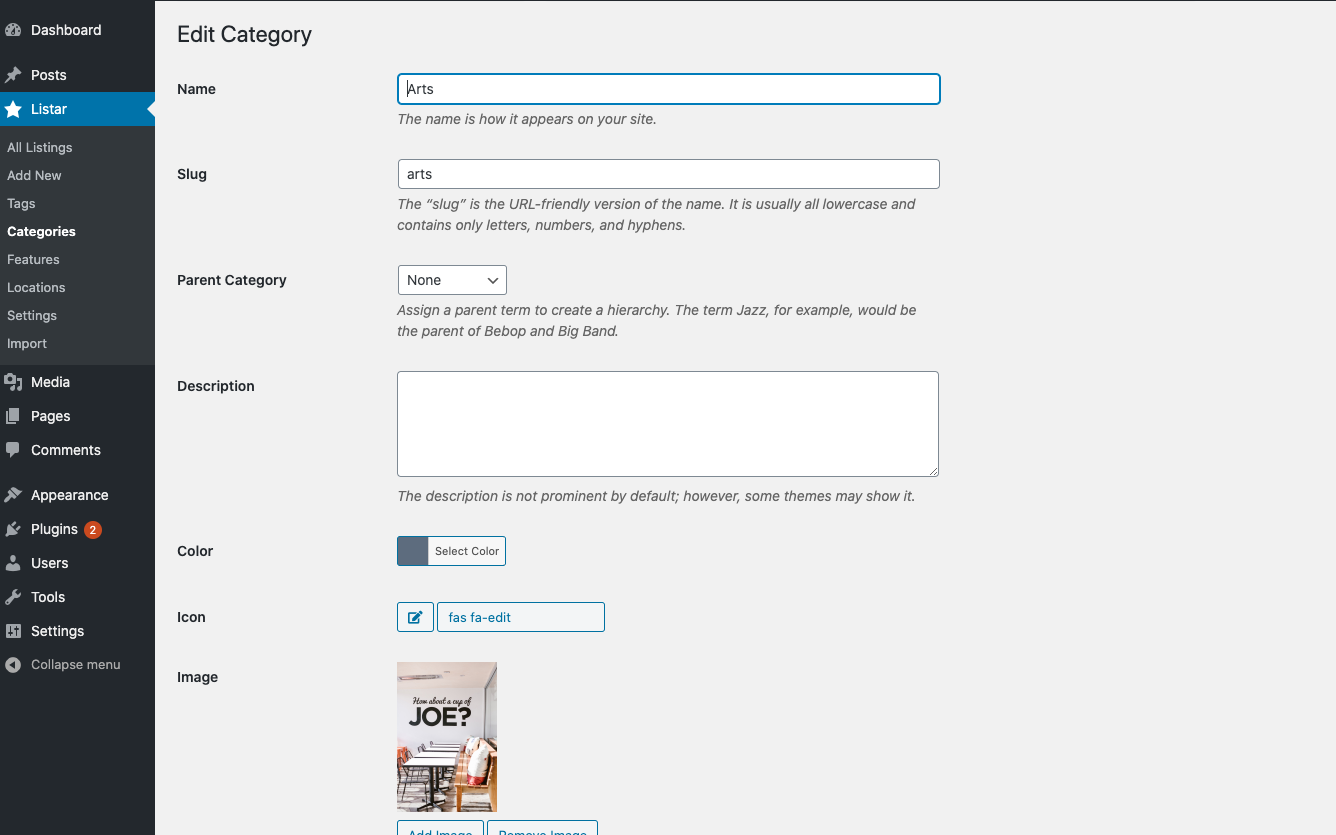 Dashboard
Posts
Listar
All Listings
Add New
Tags
Categories
Features
Locations
Settings
Import
Media
Pages
Comments
Appearance
Plugins 2
Users
Tools
Settings
Collapse menu
Edit Category
Name
Arts
The name is how it appears on your site.
Slug
arts
The “slug” is the URL-friendly version of the name. It is usually all lowercase and
contains only letters, numbers, and hyphens.
Parent Category
None
Assign a parent term to create a hierarchy. The term Jazz, for example, would be
the parent of Bebop and Big Band.
Description
The description is not prominent by default; however, some themes may show it.
Color
Select Color
Icon
fas fa-edit
Image
How about a cup of
JOE?
Add Image
Remove Image